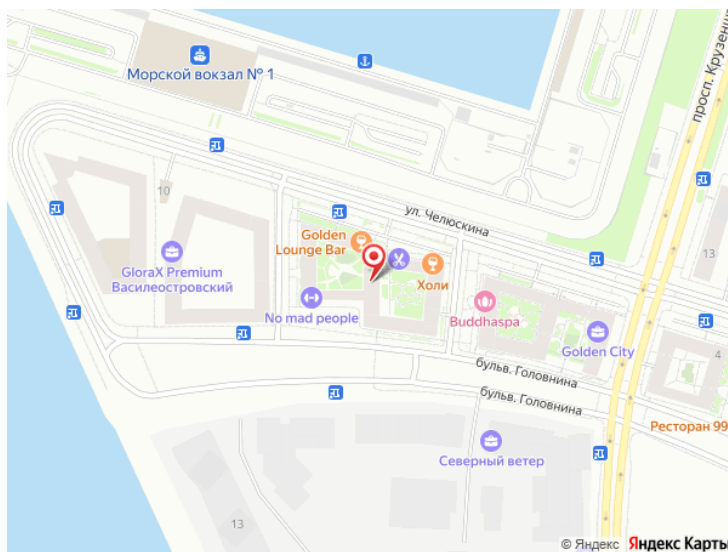 Морской вокзал № 1
просп. Крузен
10
ул. Челюскина
Golden
Lounge Bar
13
GloraX Premium
Василеостровский
Холи
No mad people
Buddhaspa
Golden City
4
бульв. Головнина
бульв. Головнина
Ресторан 99
Северный ветер
13
© Яндекс Яндекс Карты